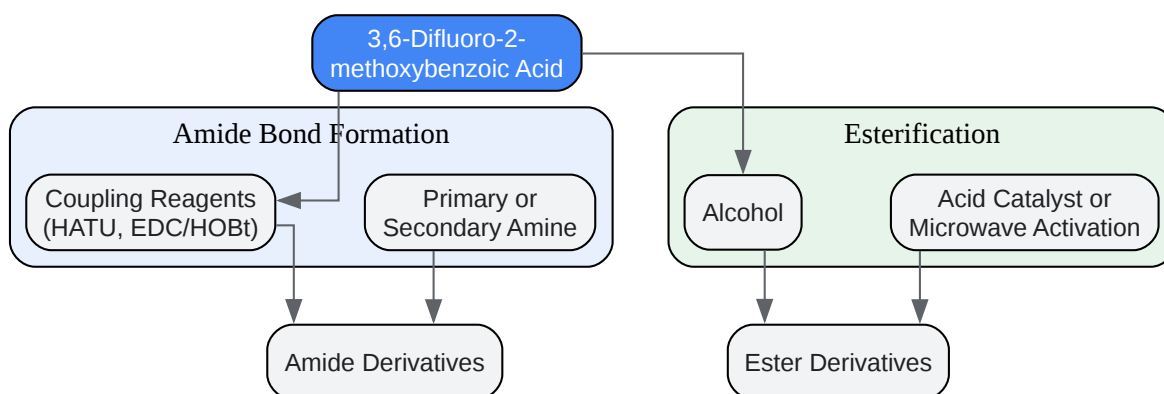 3,6-Difluoro-2-
methoxybenzoic Acid
Amide Bond Formation
Coupling Reagents
(HATU, EDC/HOBt)
Primary or
Secondary Amine
Esterification
Alcohol
Acid Catalyst or
Microwave Activation
Amide Derivatives
Ester Derivatives